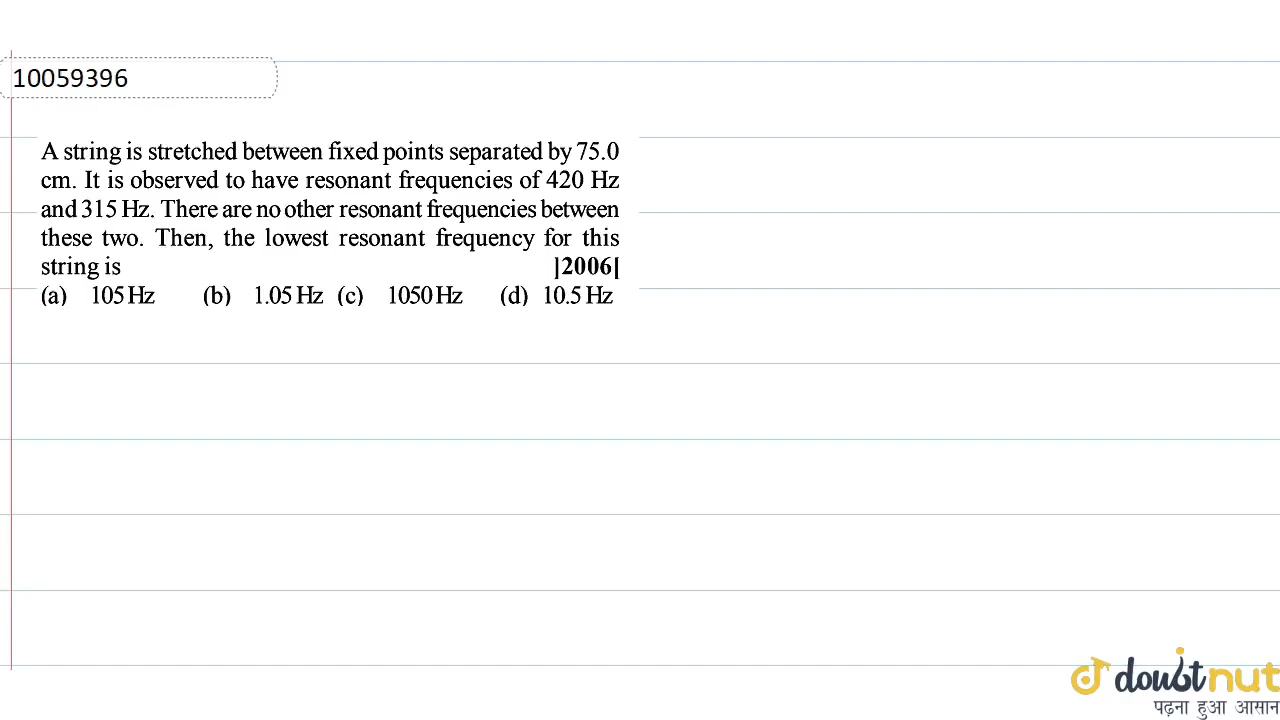 10059396
A string is stretched between fixed points separated by 75.0
cm. It is observed to have resonant frequencies of 420 Hz
and 315 Hz. There are no other resonant frequencies between
these two. Then, the lowest resonant frequency for this
string is ]2006[
(a) 105 Hz (b) 1.05 Hz (c) 1050 Hz (d) 10.5 Hz
doubtnut
पढ़ना हुआ आसान